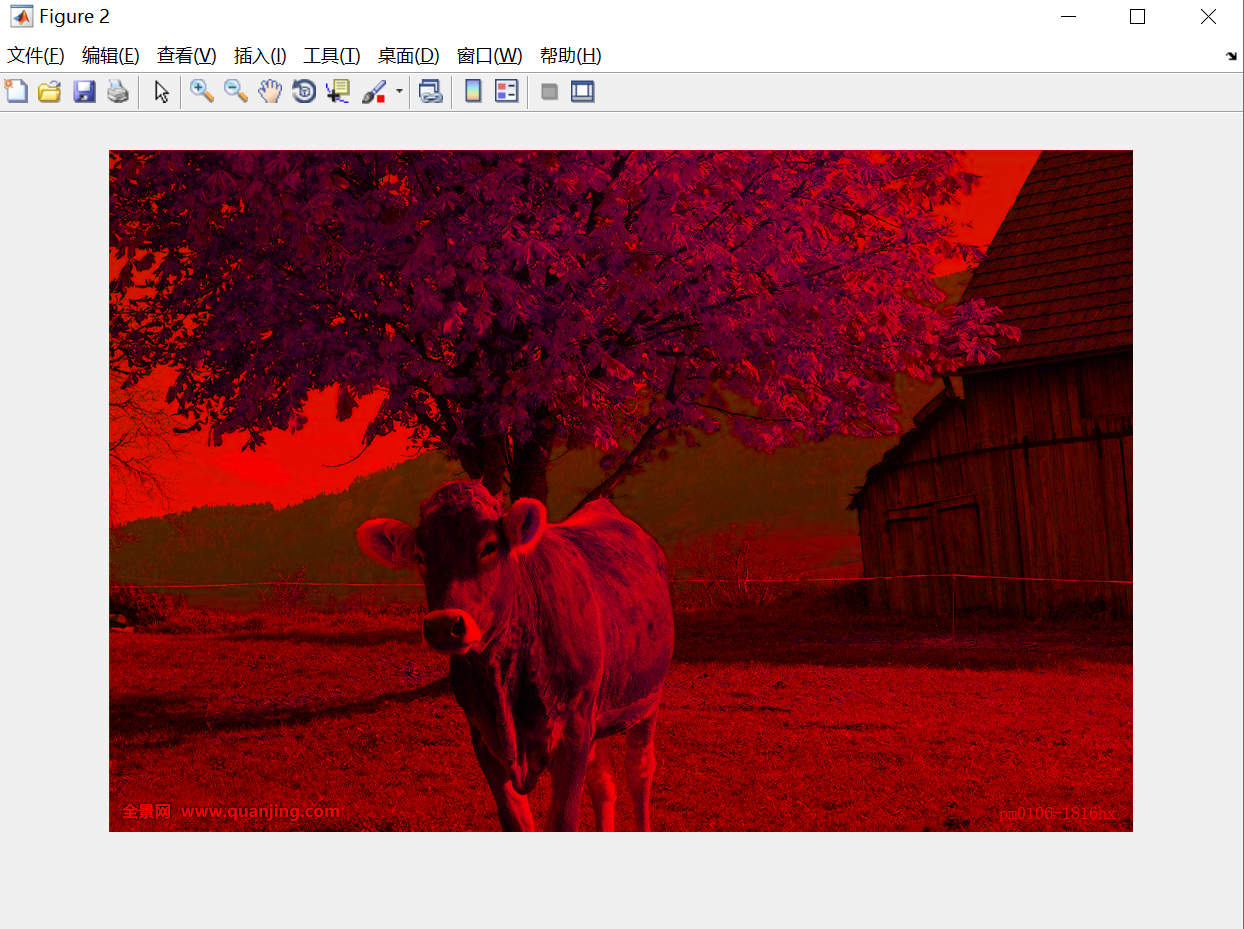 Figure 2
文件(F) 编辑(E) 查看(V) 插入(I) 工具(T) 桌面(D) 窗口(W) 帮助(H)
全景网 www.quanjing.com
pm0106-1816hx